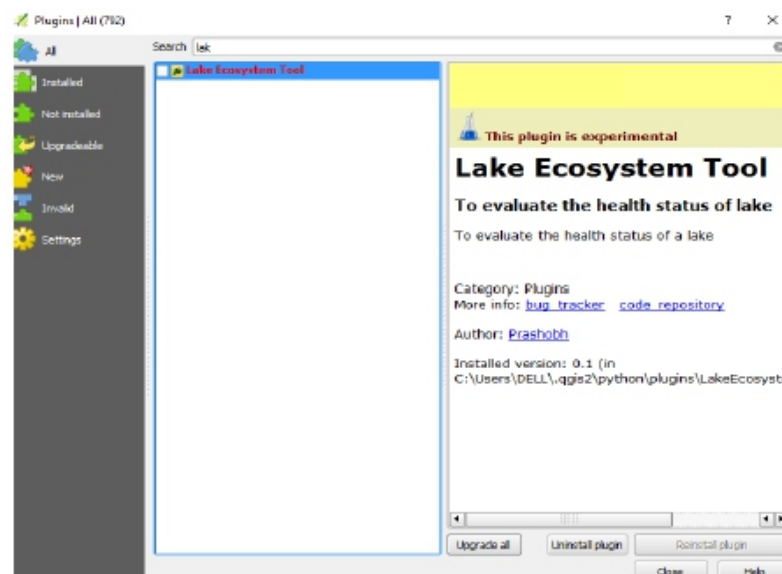 Plugins | All (792)
?
X
All
Search lak
Installed
Not installed
Upgradeable
New
Invalid
Settings
Lake Ecosystem Tool
This plugin is experimental
Lake Ecosystem Tool
To evaluate the health status of lake
To evaluate the health status of a lake
Category: Plugins
More info: bug tracker code repository
Author: Prashobh
Installed version: 0.1 (in
C:\Users\DELL\.qgis2\python\plugins\LakeEcosyst
Upgrade all
Uninstall plugin
Reinstall plugin
Close
Help